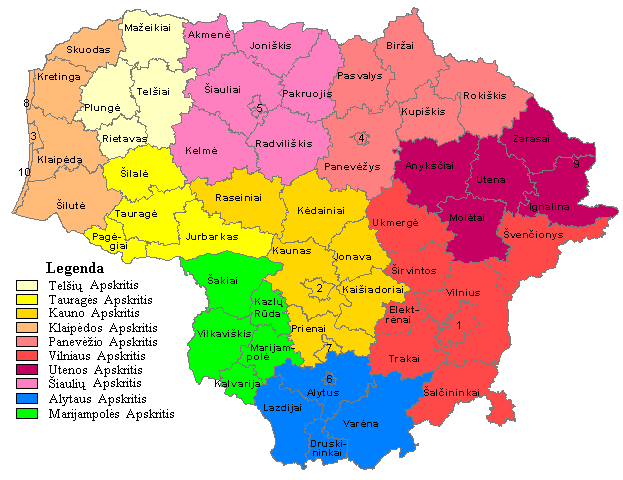 Mažeikiai
Akmenė
Skuodas
Joniškis
Biržai
Kretinga
Pasvalys
Telšiai
Šiauliai
Pakruojis
Rokiškis
8
Plungė
5
Kupiškis
3
Rietavas
4
Zarasai
Klaipėda
Kelmė
Radviliškis
Panevėžys
Anykščiai
9
10
Šilalė
Utena
Šilutė
Raseiniai
Kėdainiai
Ignalina
Tauragė
Ukmergė
Molėtai
Pagė-
giai
Jurbarkas
Švenčionys
Kaunas
Jonava
Širvintos
Šakiai
2
Kaišiadoriai
Vilnius
Kazlų
Rūda
Elekt-
rėnai
1
Vilkaviškis
Prienai
Marijam-
polė
7
Trakai
Kalvarija
6
Alytus
Šalčininkai
Lazdijai
Varėna
Druski-
ninkai
Legenda
Telšių Apskritis
Tauragės Apskritis
Kauno Apskritis
Klaipėdos Apskritis
Panevėžio Apskritis
Vilniaus Apskritis
Utenos Apskritis
Šiaulių Apskritis
Alytaus Apskritis
Marijampolės Apskritis